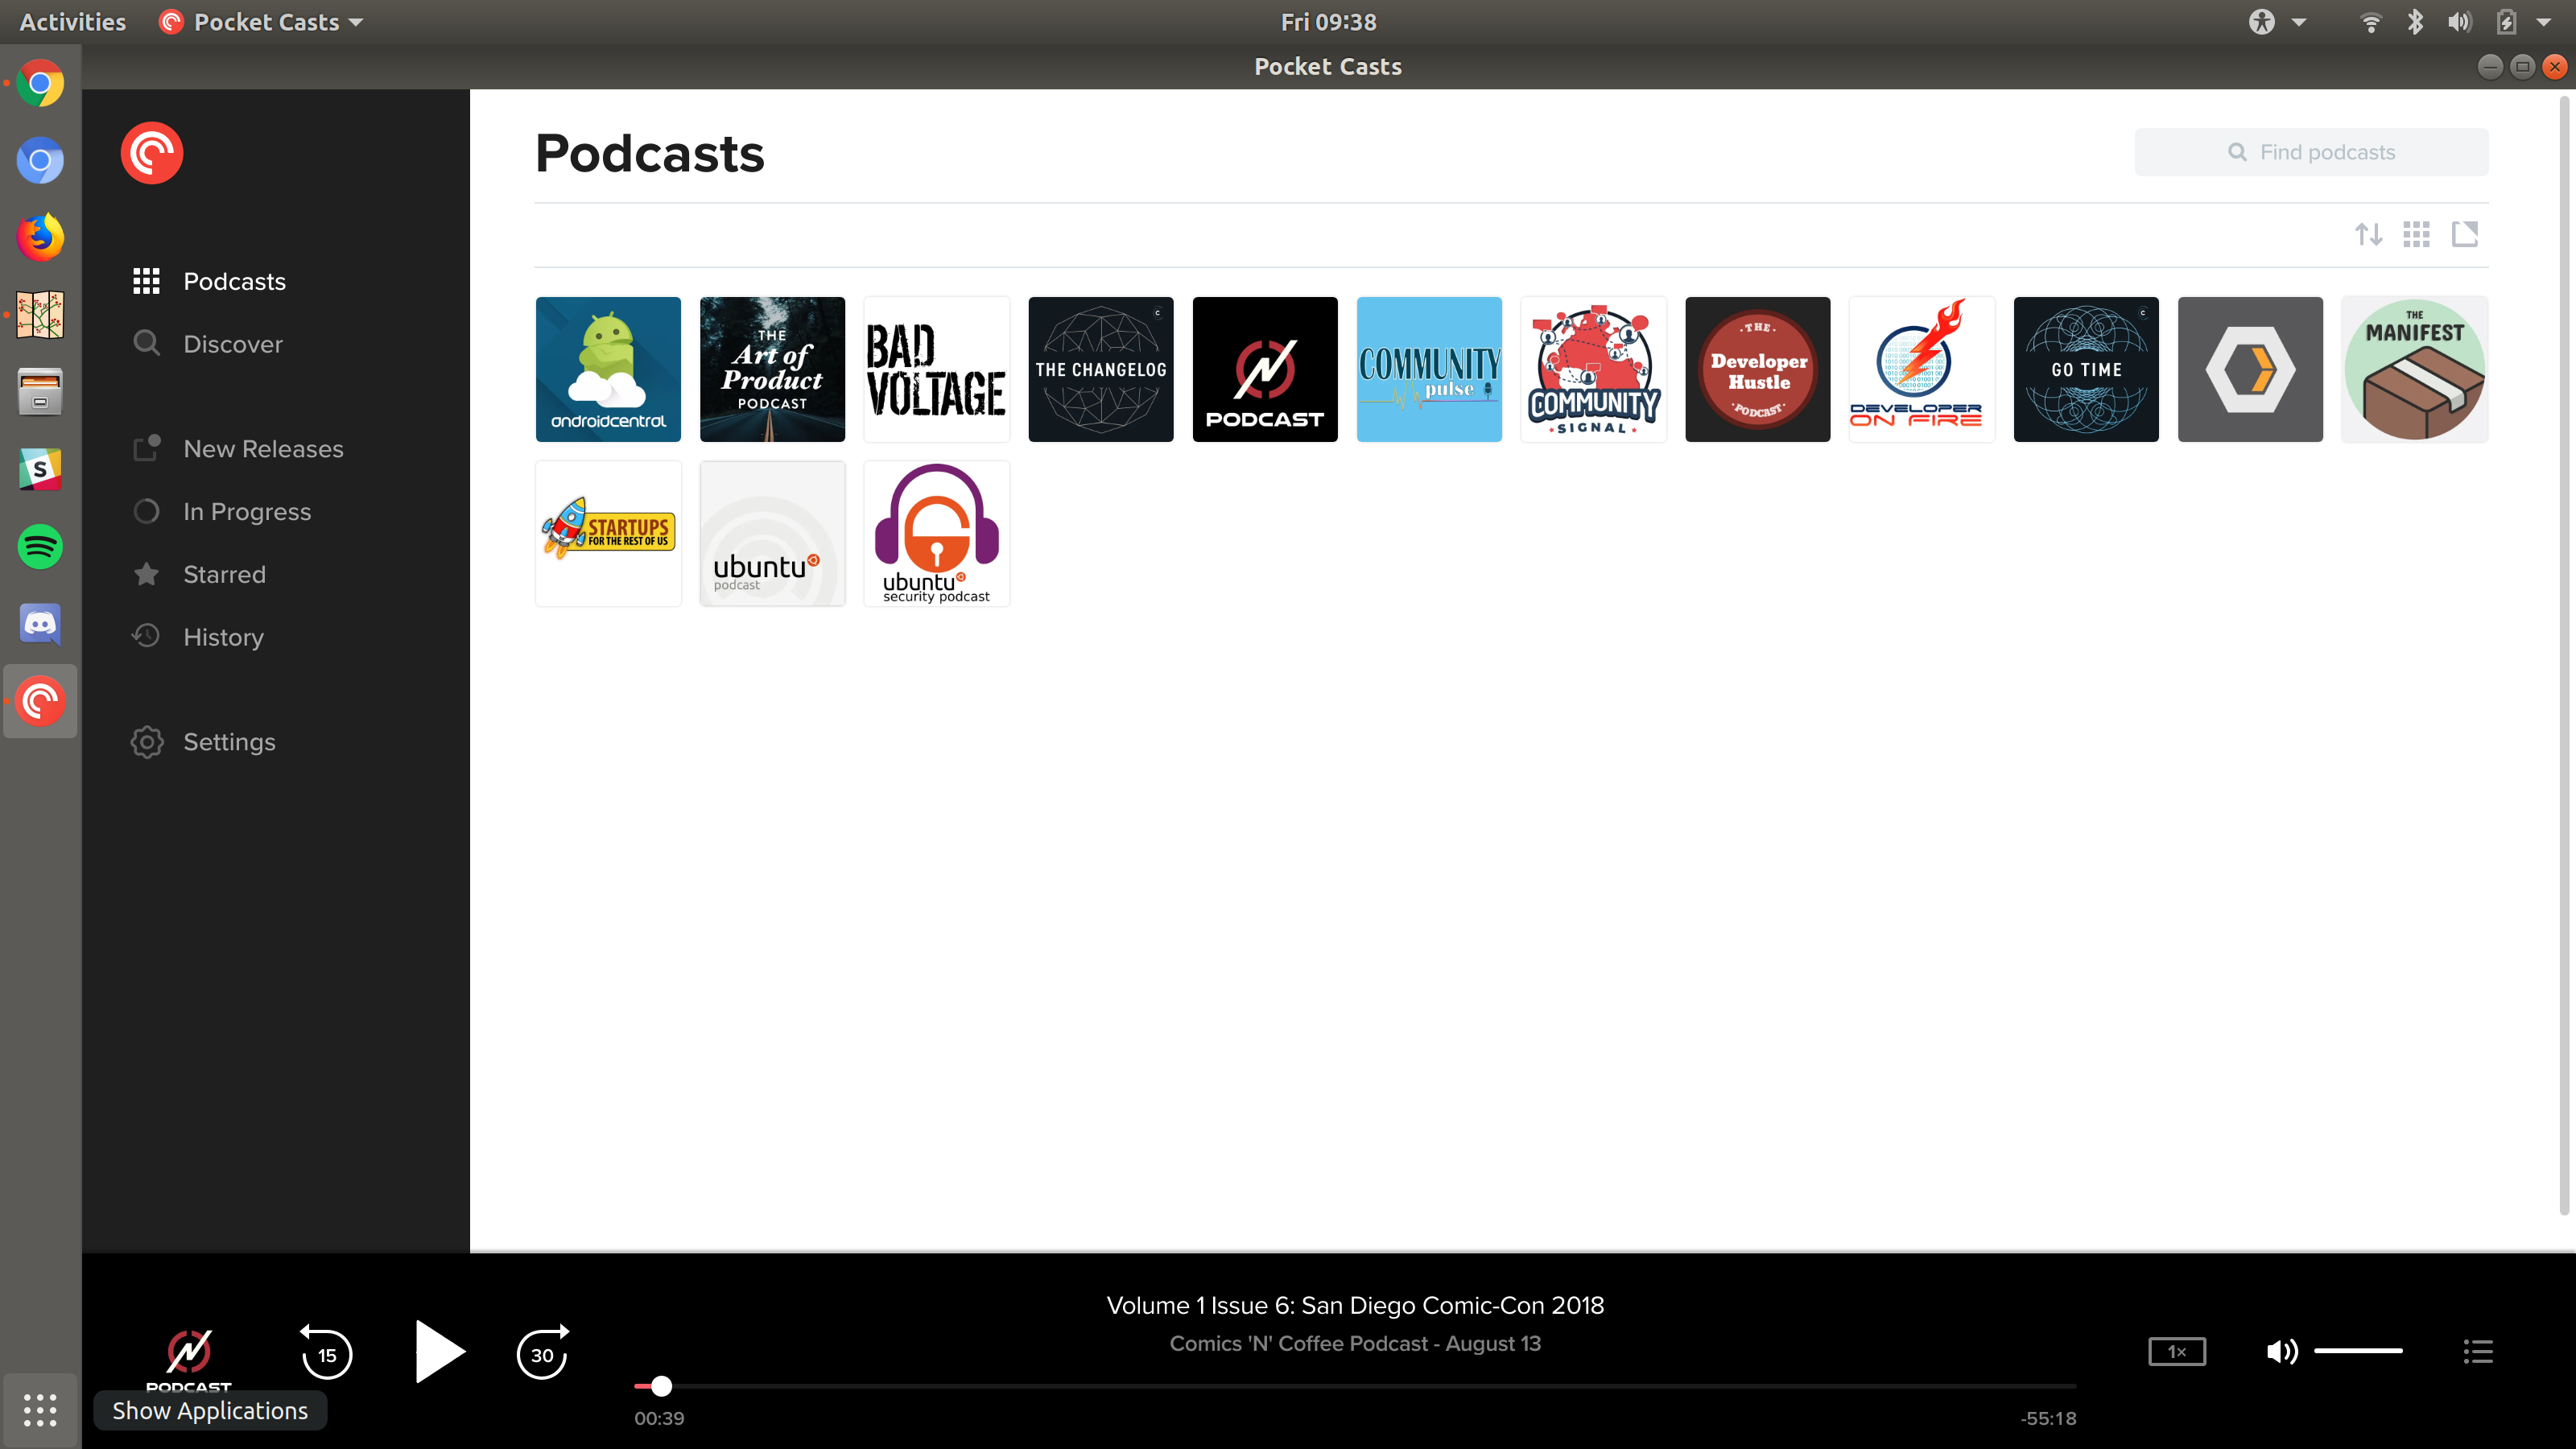 Activities
Pocket Casts
Fri 09:38
Pocket Casts
Podcasts
Find podcasts
Podcasts
Discover
New Releases
In Progress
Starred
History
Settings
androidcentral
THE
Art of
Product
PODCAST
BAD
VOLTAGE
THE CHANGELOG
PODCAST
COMMUNITY
pulse
COMMUNITY
SIGNAL
THE
Developer
Hustle
PODCAST
DEVELOPER
ON FIRE
GO TIME
THE
MANIFEST
STARTUPS
FOR THE REST OF US
ubuntu
podcast
ubuntu
security podcast
S
PODCAST
15
30
Volume 1 Issue 6: San Diego Comic-Con 2018
Comics 'N' Coffee Podcast - August 13
00:39
-55:18
1×
Show Applications